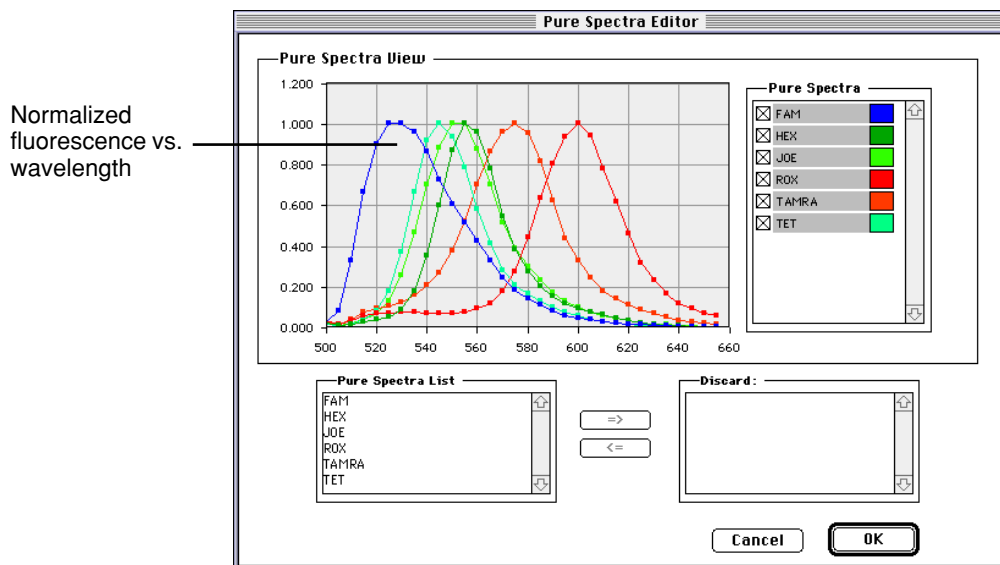 Pure Spectra Editor
Normalized
fluorescence vs.
wavelength
Pure Spectra View
1.200
1.000
0.800
0.600
0.400
0.200
0.000
500 520 540 560 580 600 620 640 660
Pure Spectra
FAM
HEX
JOE
ROX
TAMRA
TET
Pure Spectra List
FAM
HEX
JOE
ROX
TAMRA
TET
=>
<=
Discard:
Cancel
OK